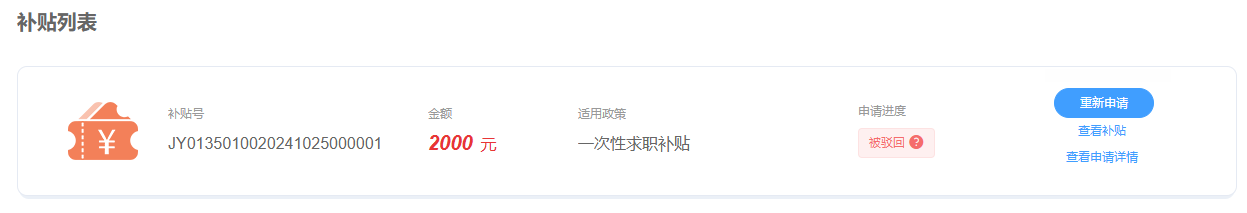 补贴列表
补贴号
JY0135010020241025000001
金额
2000 元
适用政策
一次性求职补贴
申请进度
被驳回 ?
重新申请
查看补贴
查看申请详情
¥